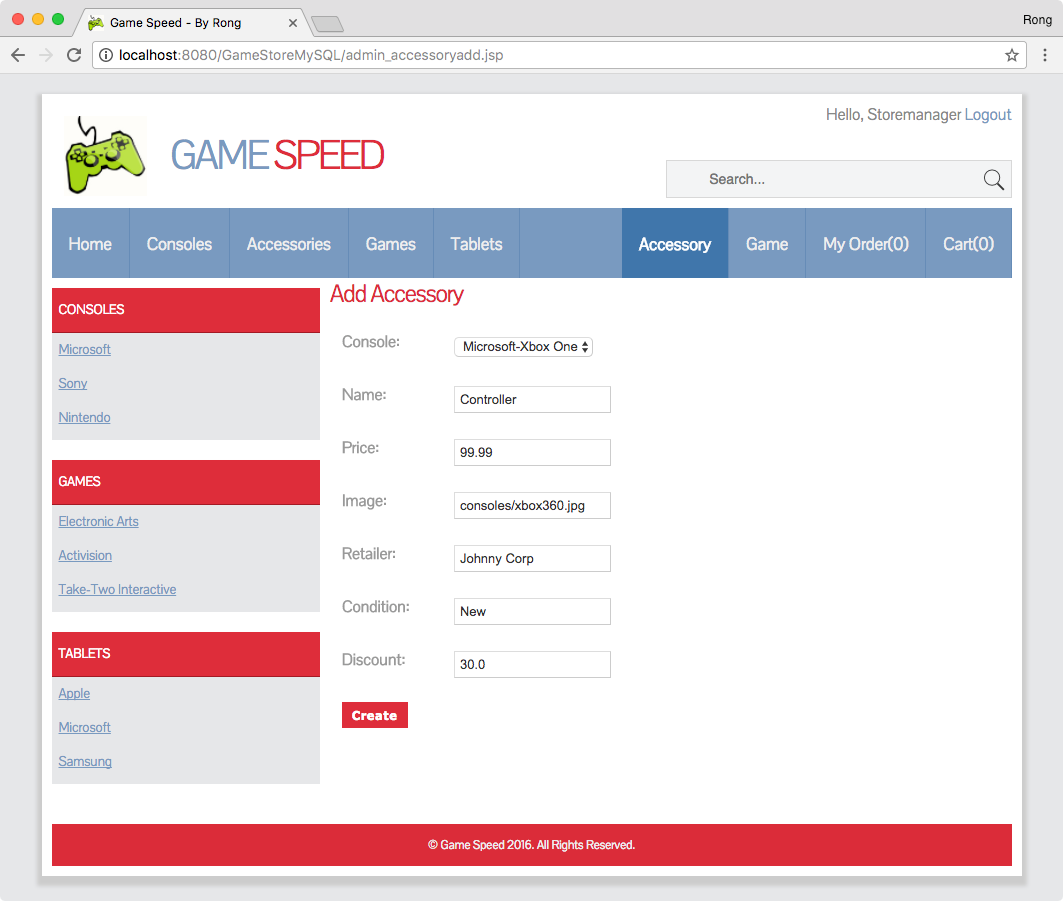 Game Speed - By Rong
Rong
localhost:8080/GameStoreMySQL/admin_accessoryadd.jsp
Hello, Storemanager Logout
GAME SPEED
Search...
Home Consoles Accessories Games Tablets Accessory Game My Order(0) Cart(0)
CONSOLES
Microsoft
Sony
Nintendo
GAMES
Electronic Arts
Activision
Take-Two Interactive
TABLETS
Apple
Microsoft
Samsung
Add Accessory
Console: Microsoft-Xbox One
Name: Controller
Price: 99.99
Image: consoles/xbox360.jpg
Retailer: Johnny Corp
Condition: New
Discount: 30.0
Create
© Game Speed 2016. All Rights Reserved.